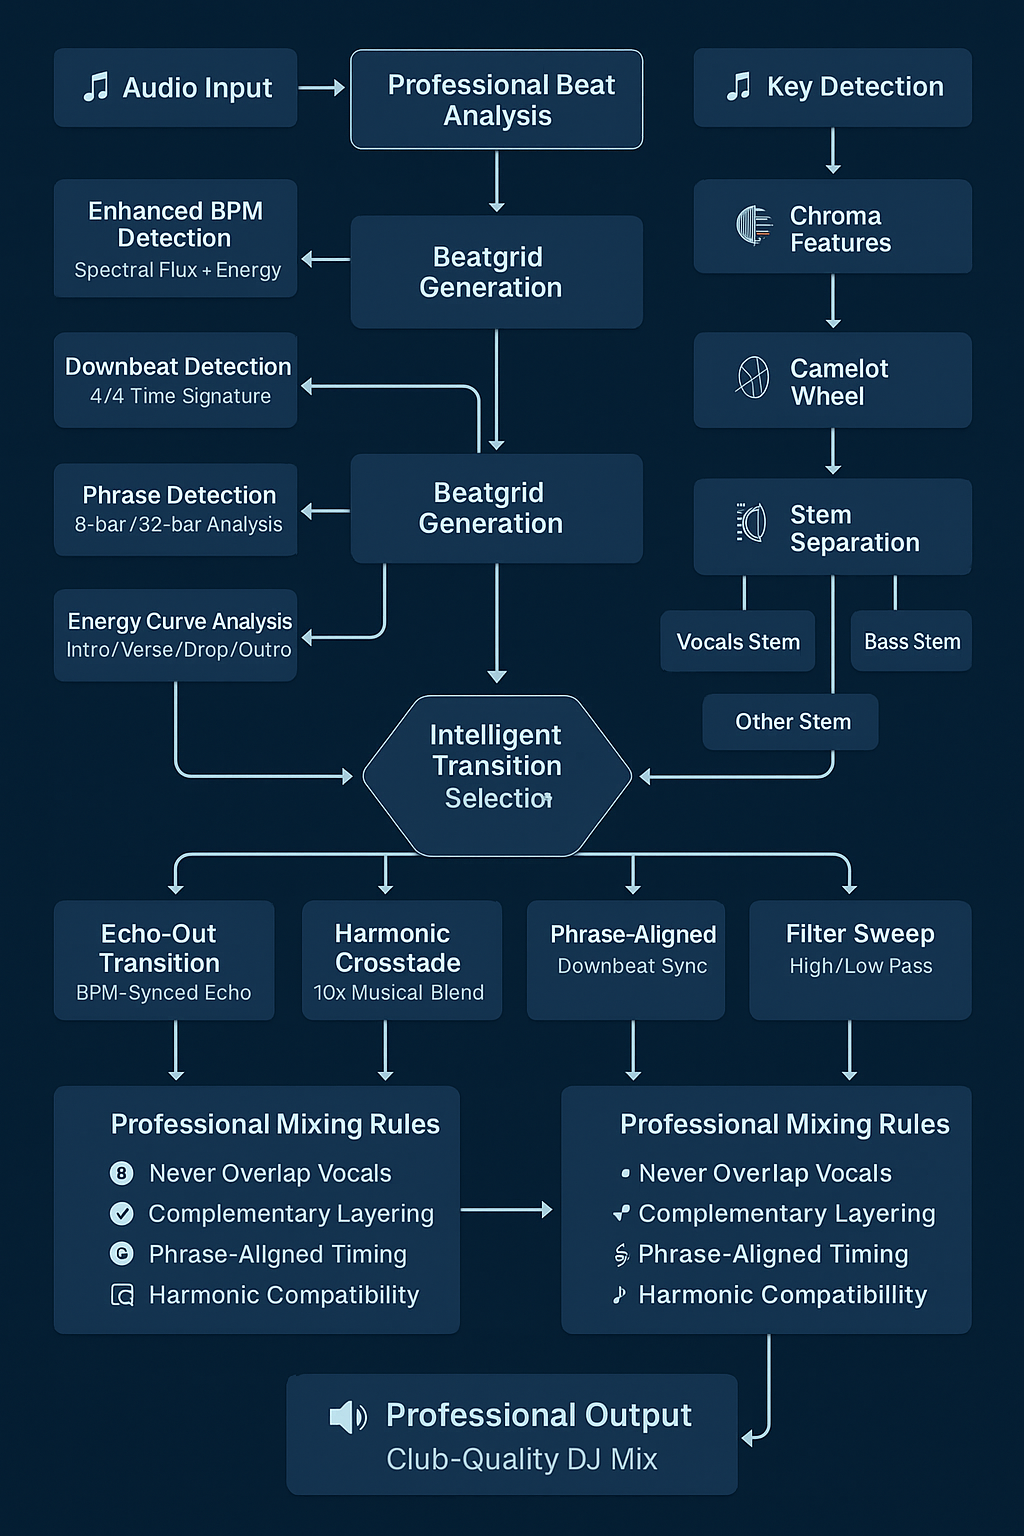 Audio Input
Professional Beat
Analysis
Key Detection
Enhanced BPM
Detection
Spectral Flux + Energy
Beatgrid
Generation
Chroma
Features
Downbeat Detection
4/4 Time Signature
Camelot
Wheel
Phrase Detection
8-bar/32-bar Analysis
Beatgrid
Generation
Stem
Separation
Energy Curve Analysis
Intro/Verse/Drop/Outro
Vocals Stem
Bass Stem
Other Stem
Intelligent
Transition
Selection
Echo-Out
Transition
BPM-Synced Echo
Harmonic
Crosstade
10x Musical Blend
Phrase-Aligned
Downbeat Sync
Filter Sweep
High/Low Pass
Professional Mixing Rules
8 Never Overlap Vocals
Complementary Layering
G Phrase-Allgned Timing
Harmonic Compatibility
Professional Mixing Rules
Never Overlap Vocals
Complementary Layering
Phrase-Aligned Timing
Harmonic Compatibillity
Professional Output
Club-Quality DJ Mix